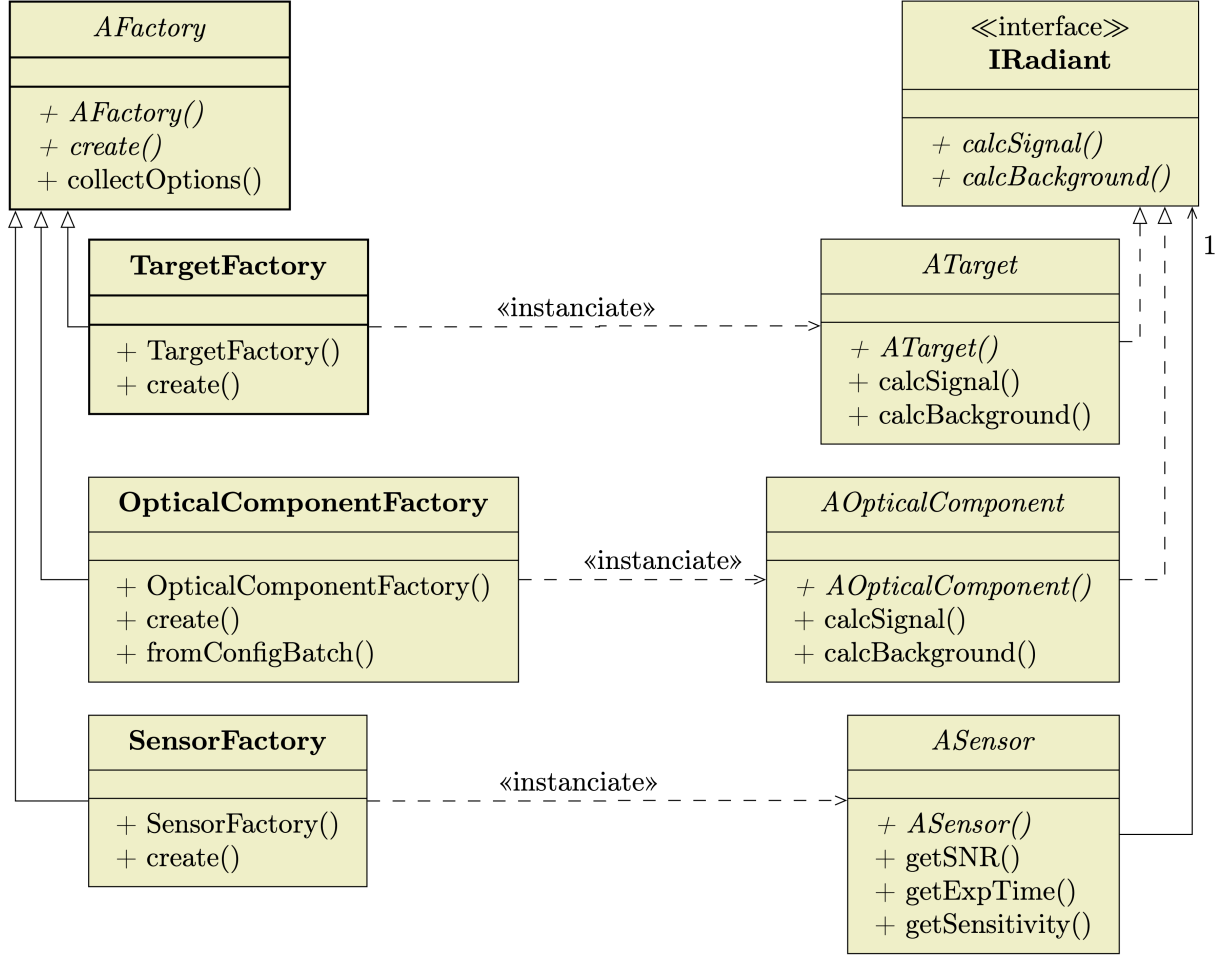 AFactory
+ AFactory()
+ create()
+ collectOptions()
≪interface≫
IRadiant
+ calcSignal()
+ calcBackground()
1
TargetFactory
+ TargetFactory()
+ create()
«instanciate»
ATarget
+ ATarget()
+ calcSignal()
+ calcBackground()
OpticalComponentFactory
+ OpticalComponentFactory()
+ create()
+ fromConfigBatch()
«instanciate»
AOpticalComponent
+ AOpticalComponent()
+ calcSignal()
+ calcBackground()
SensorFactory
+ SensorFactory()
+ create()
«instanciate»
ASensor
+ ASensor()
+ getSNR()
+ getExpTime()
+ getSensitivity()